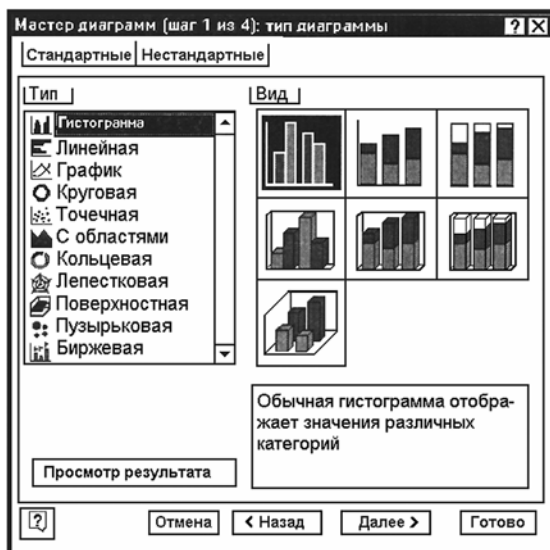 Мастер диаграмм (шаг 1 из 4): тип диаграммы
Стандартные Нестандартные
Тип
Вид
Гистограмма
Линейная
График
Круговая
Точечная
С областями
Кольцевая
Лепестковая
Поверхностная
Пузырьковая
Биржевая
Обычная гистограмма отобра-
жает значения различных
категорий
Просмотр результата
Отмена < Назад Далее > Готово